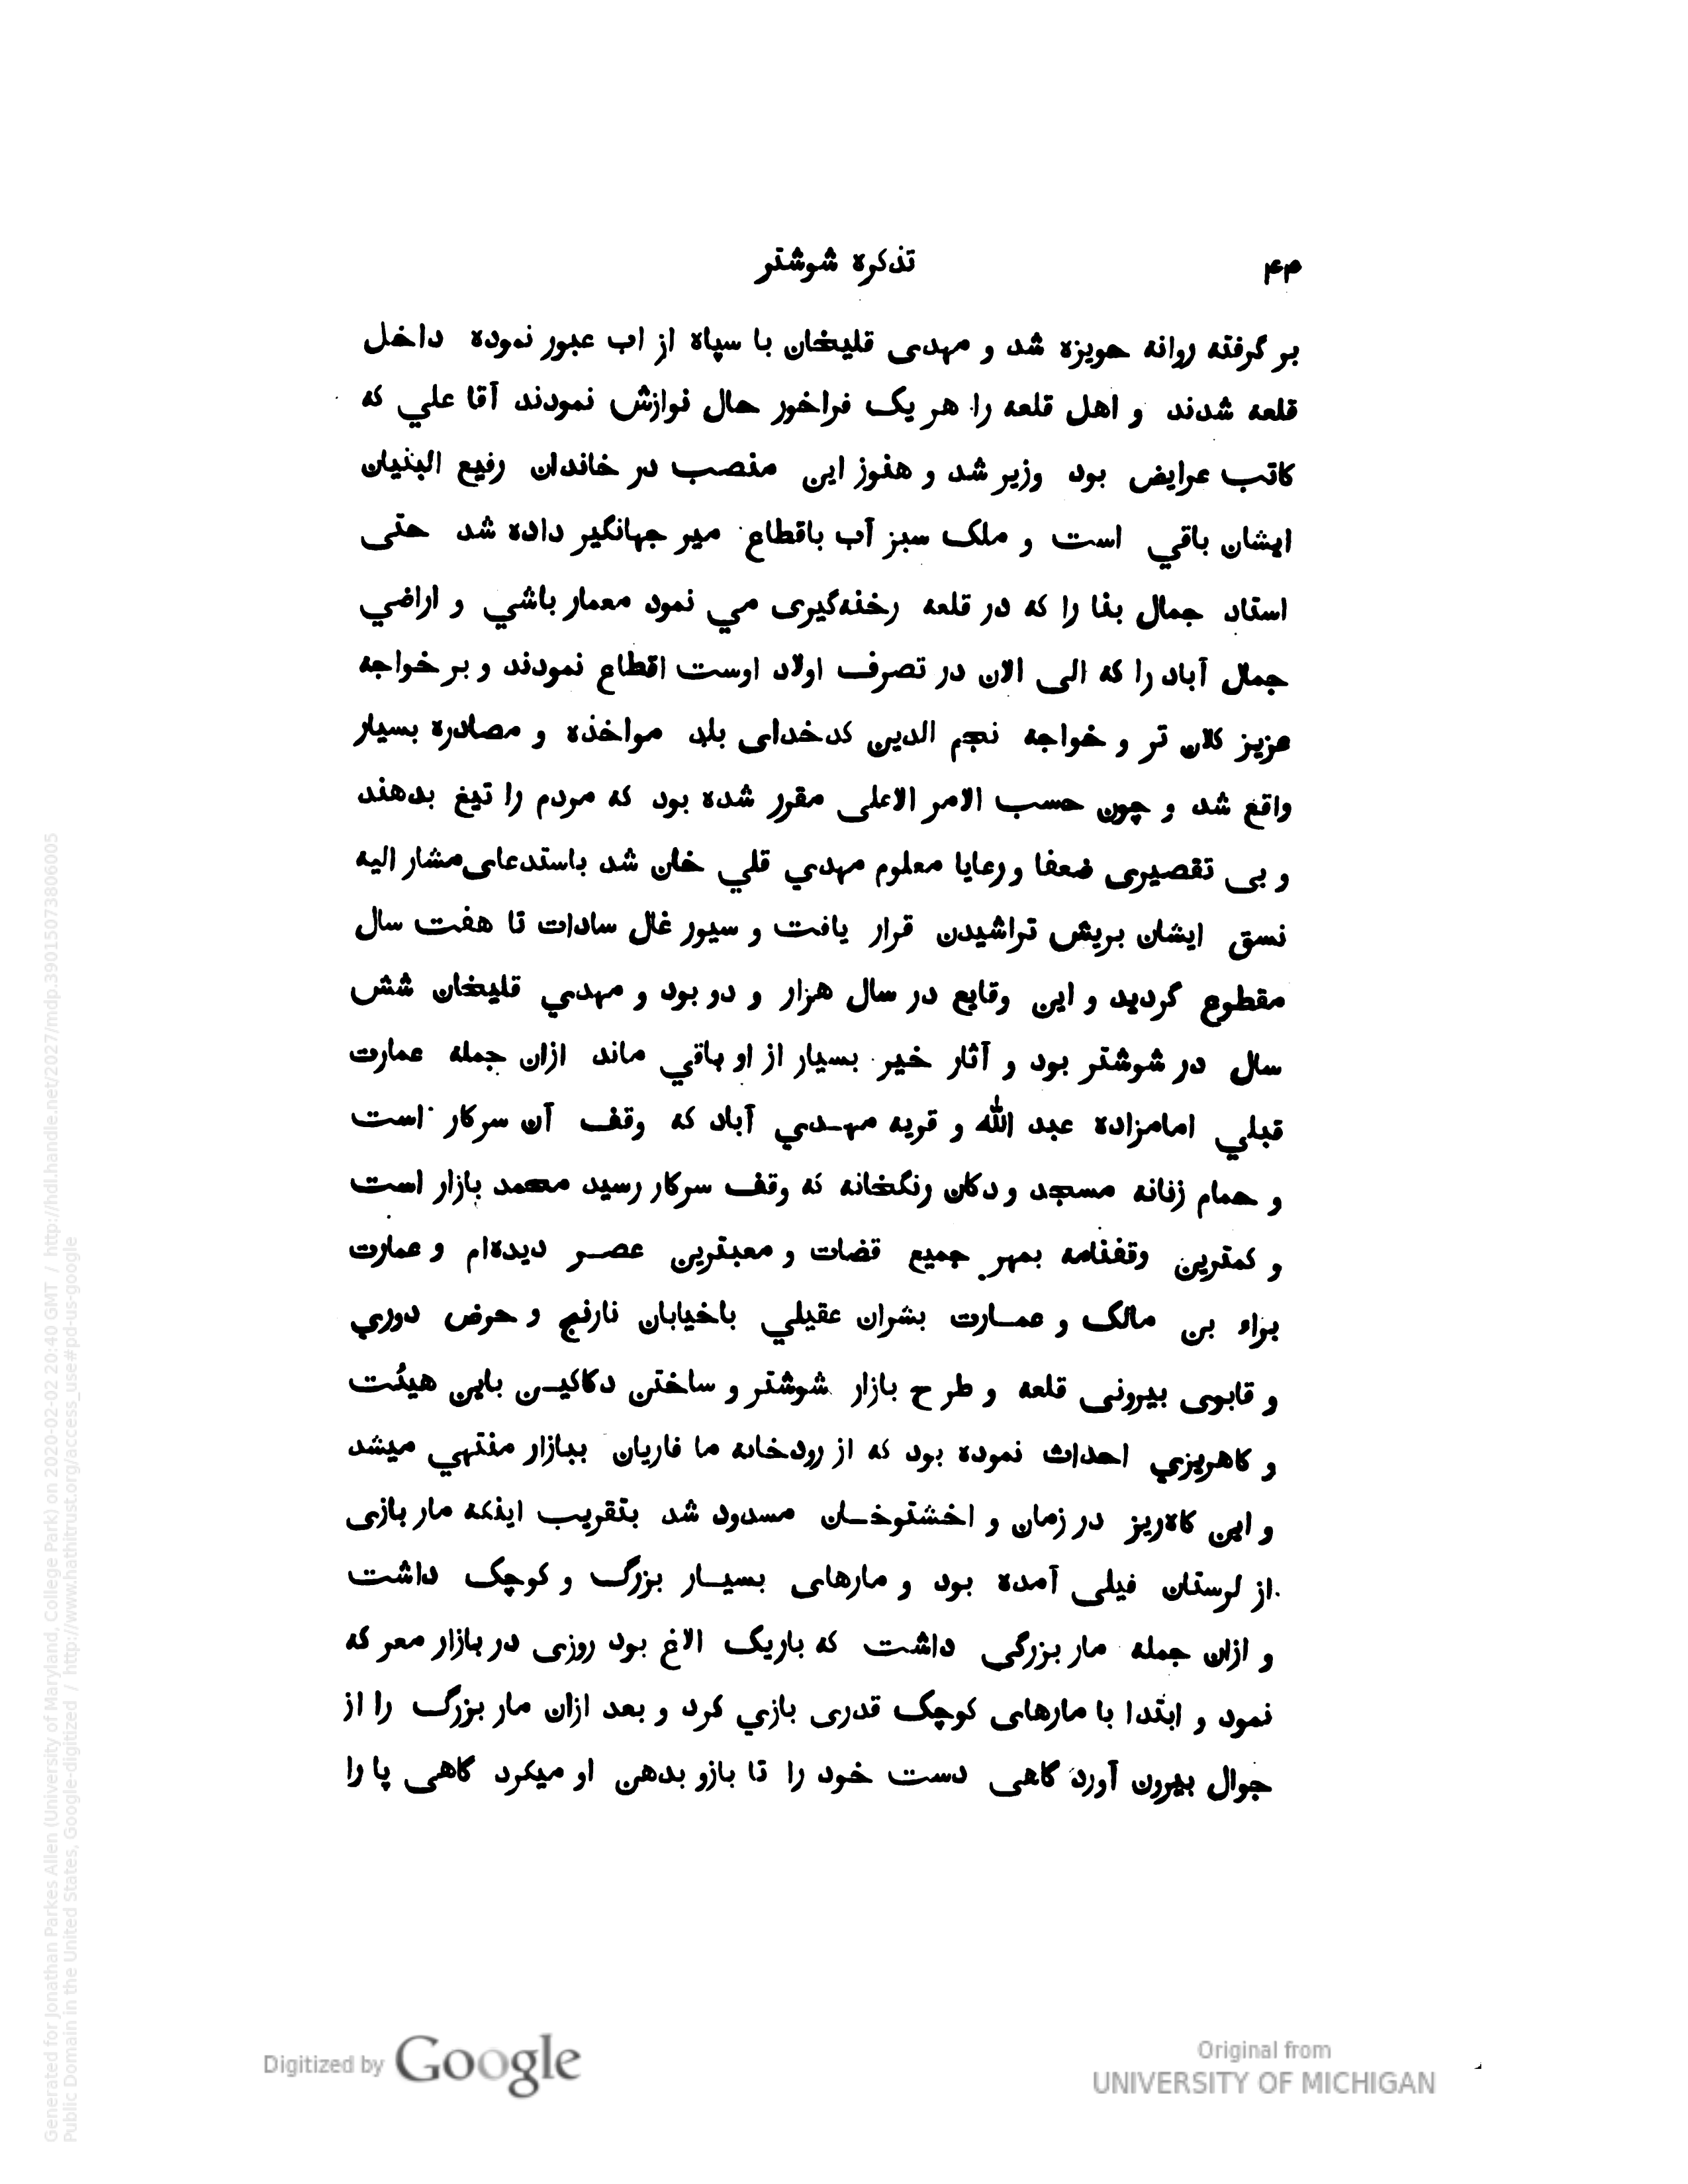 ۴۴ تذکره شوشتر
بر گرفته روانه حویزه شد و مهدی قلیخان با سپاه از اب عبور نموده داخل
قلعه شدند و اهل قلعه را هر یک فراخور حال نوازش نمودند آقا علي که
کاتب عرایض بود وزیر شد و هنوز این منصب در خاندان رفیع البنیان
ایشان باقي است و ملک سبز آب باقطاع میر جهانگیر داده شد حتی
استاد جمال بنا را که در قلعه رخنه‌گیری مي نمود معمار باشي و اراضي
جمال آباد را که الی الان در تصرف اولاد اوست اقطاع نمودند و بر خواجه
عزیز کلان تر و خواجه نجم الدین کدخدای بلد مواخذه و مصادره بسیار
واقع شد و چون حسب الامر الاعلی مقرر شده بود که مردم را تیغ بدهند
و بی تقصیری ضعفا و رعایا معلوم مهدي قلي خان شد باستدعای مشار الیه
نسق ایشان بریش تراشیدن قرار یافت و سیور غال سادات تا هفت سال
مقطوع گردید و این وقایع در سال هزار و دو بود و مهدي قلیخان شش
سال در شوشتر بود و آثار خیر بسیار از او باقي ماند ازان جمله عمارت
قبلي امامزاده عبد الله و قریه مهدي آباد که وقف آن سرکار است
و حمام زنانه مسجد و دکان رنگخانه که وقف سرکار رسید محمد بازار است
و کمترین وقفنامه بمهر جمیع قضات و معبترین عصر دیده‌ام و عمارت
براء بن مالک و عمارت بشران عقیلي باخیابان نارنج و حرض دوري
و قابوی بیرونی قلعه و طرح بازار شوشتر و ساختن دکاکین باین هیئت
و کاهریزي احداث نموده بود که از رودخانه ما فاریان ببازار منتهي میشد
و این کاه‌ریز در زمان و اخشتوخان مسدود شد بتقریب اینکه مار بازی
از لرستان فیلی آمده بود و مارهای بسیار بزرگ و کوچک داشت
و ازان جمله مار بزرگی داشت که باریک الاغ بود روزی در بازار معر که
نمود و ابتدا با مارهای کوچک قدری بازي کرد و بعد ازان مار بزرگ را از
جوال بیرون آورد گاهی دست خود را تا بازو بدهن او میکرد گاهی پا را
Digitized by Google
Original from
UNIVERSITY OF MICHIGAN
Generated for Jonathan Parkes Allen (University of Maryland, College Park) on 2020-02-02 20:40 GMT / http://hdl.handle.net/2027/mdp.39015073806005
Public Domain in the United States, Google-digitized / http://www.hathitrust.org/access_use#pd-us-google